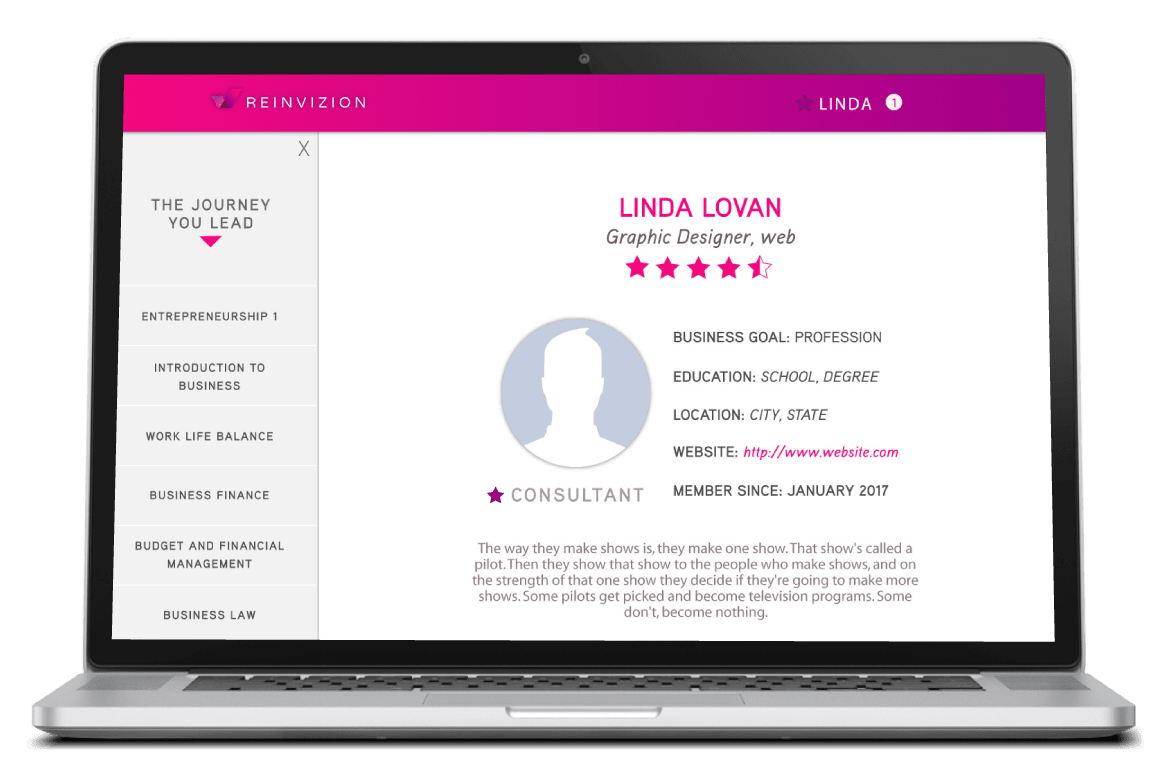 REINVIZION
LINDA 1
X
THE JOURNEY
YOU LEAD
ENTREPRENEURSHIP 1
INTRODUCTION TO
BUSINESS
WORK LIFE BALANCE
BUSINESS FINANCE
BUDGET AND FINANCIAL
MANAGEMENT
BUSINESS LAW
LINDA LOVAN
Graphic Designer, web
CONSULTANT
BUSINESS GOAL: PROFESSION
EDUCATION: SCHOOL, DEGREE
LOCATION: CITY, STATE
WEBSITE: http://www.website.com
MEMBER SINCE: JANUARY 2017
The way they make shows is, they make one show. That show's called a
pilot. Then they show that show to the people who make shows, and on
the strength of that one show they decide if they're going to make more
shows. Some pilots get picked and become television programs. Some
don't, become nothing.